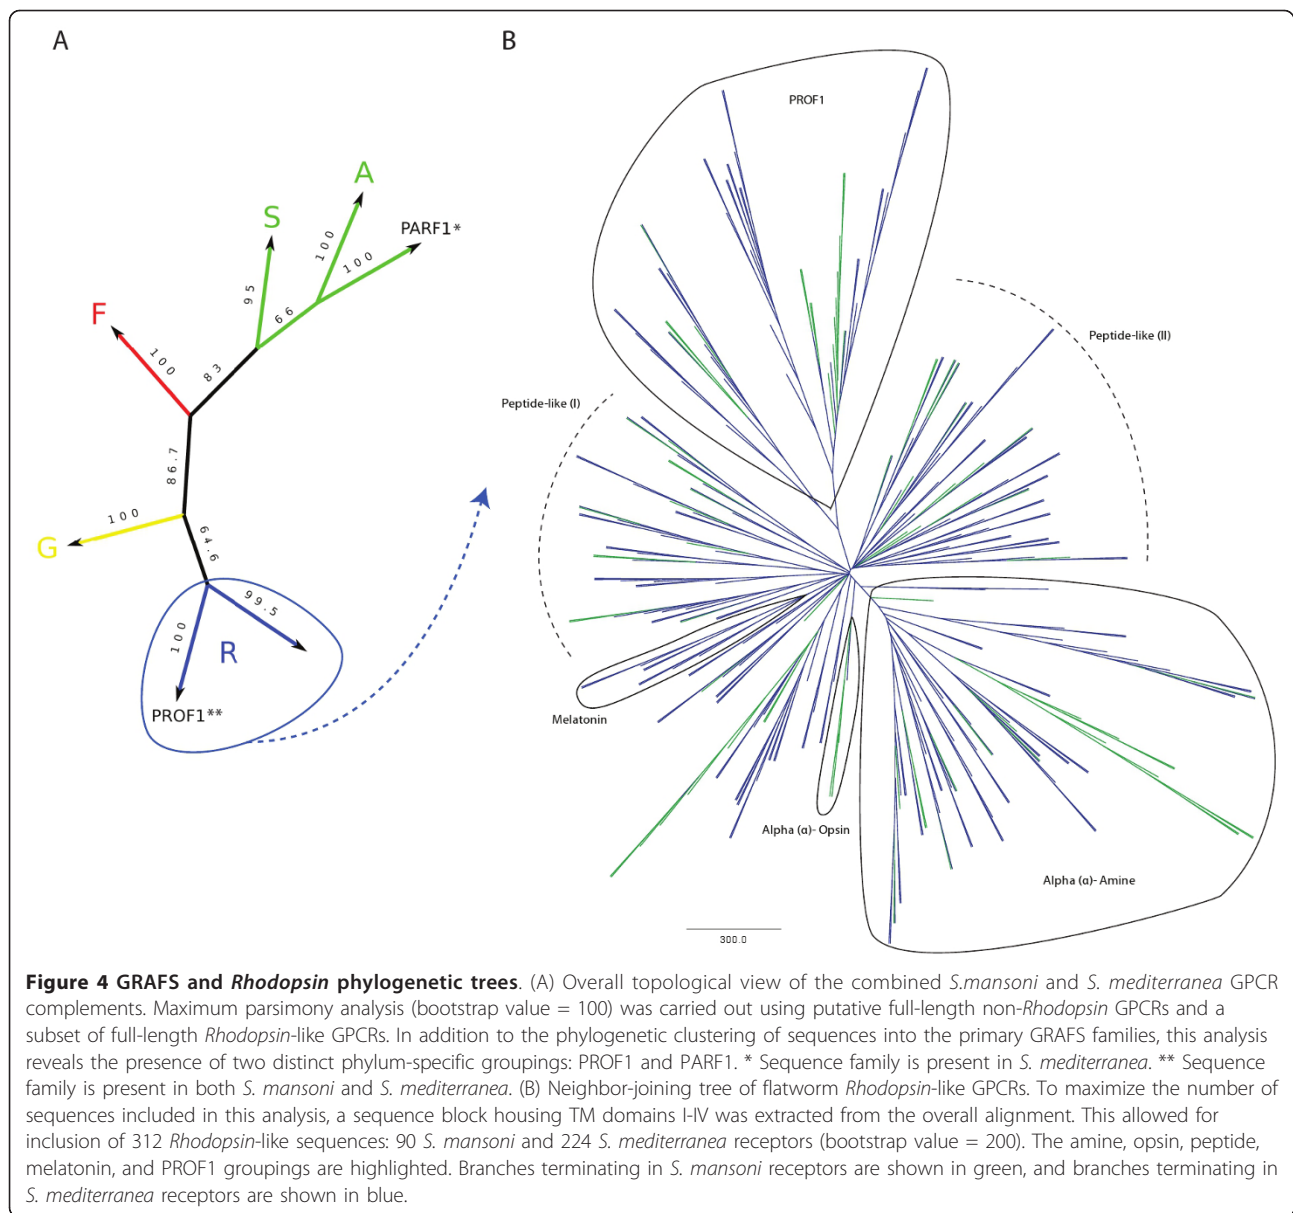 A
B
PROF1
A
S
PARF1*
100
100
95
66
F
100
83
Peptide-like (II)
Peptide-like (I)
86.7
100
G
64.6
99.5
100
R
PROF1**
Melatonin
Alpha (α)- Opsin
Alpha (α)- Amine
300.0
Figure 4 GRAFS and Rhodopsin phylogenetic trees. (A) Overall topological view of the combined S.mansoni and S. mediterranea GPCR
complements. Maximum parsimony analysis (bootstrap value = 100) was carried out using putative full-length non-Rhodopsin GPCRs and a
subset of full-length Rhodopsin-like GPCRs. In addition to the phylogenetic clustering of sequences into the primary GRAFS families, this analysis
reveals the presence of two distinct phylum-specific groupings: PROF1 and PARF1. * Sequence family is present in S. mediterranea. ** Sequence
family is present in both S. mansoni and S. mediterranea. (B) Neighbor-joining tree of flatworm Rhodopsin-like GPCRs. To maximize the number of
sequences included in this analysis, a sequence block housing TM domains I-IV was extracted from the overall alignment. This allowed for
inclusion of 312 Rhodopsin-like sequences: 90 S. mansoni and 224 S. mediterranea receptors (bootstrap value = 200). The amine, opsin, peptide,
melatonin, and PROF1 groupings are highlighted. Branches terminating in S. mansoni receptors are shown in green, and branches terminating in
S. mediterranea receptors are shown in blue.